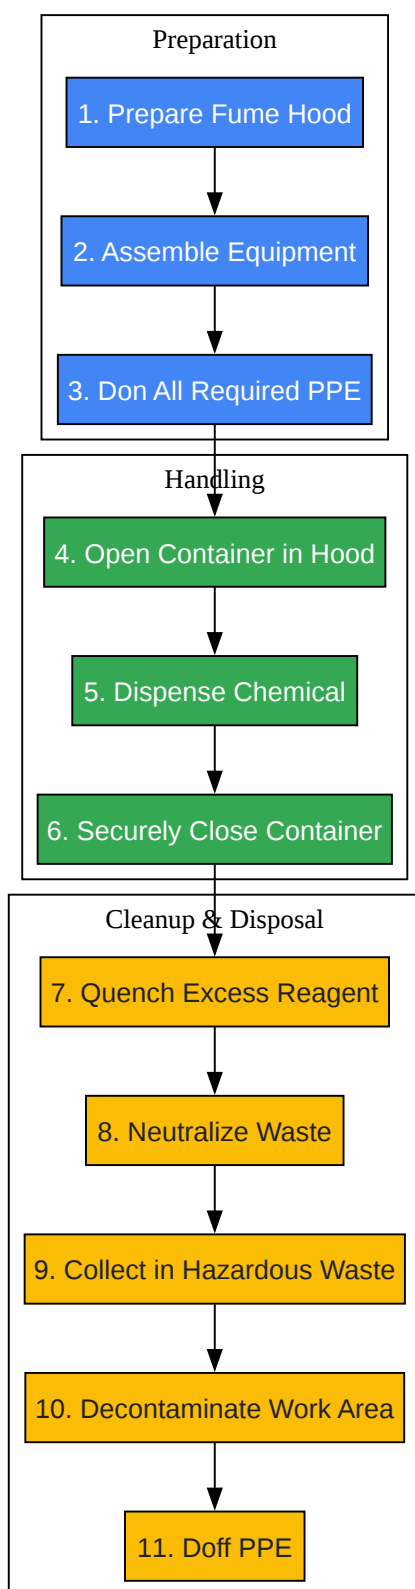 Preparation
1. Prepare Fume Hood
2. Assemble Equipment
3. Don All Required PPE
Handling
4. Open Container in Hood
5. Dispense Chemical
6. Securely Close Container
Cleanup & Disposal
7. Quench Excess Reagent
8. Neutralize Waste
9. Collect in Hazardous Waste
10. Decontaminate Work Area
11. Doff PPE